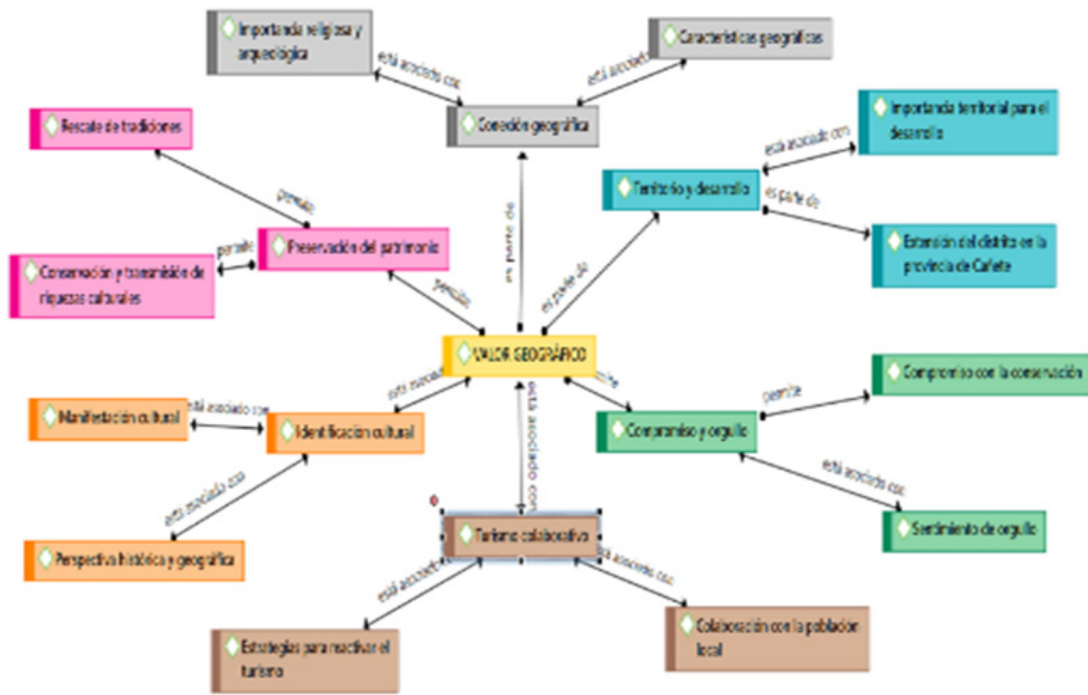 Importancia religiosa y
arqueológica
Características geográficas
está asociado con
está asociado
Conexión geográfica
Importancia territorial para el
desarrollo
está asociado con
Rescate de tradiciones
Territorio y desarrollo
es parte de
permite
Preservación del patrimonio
Extensión del distrito en la
provincia de Cañete
permite
Conservación y transmisión de
riquezas culturales
es parte de
es parte de
permite
VALOR GEOGRÁFICO
Compromiso con la conservación
está asociado
permite
Manifestación cultural
está asociado con
Identificación cultural
está asociado con
Compromiso y orgullo
está asociado con
está asociado con
Sentimiento de orgullo
Turismo colaborativo
Perspectiva histórica y geográfica
está asociado
está asociado con
Colaboración con la población
local
Estrategias para reactivar el
turismo